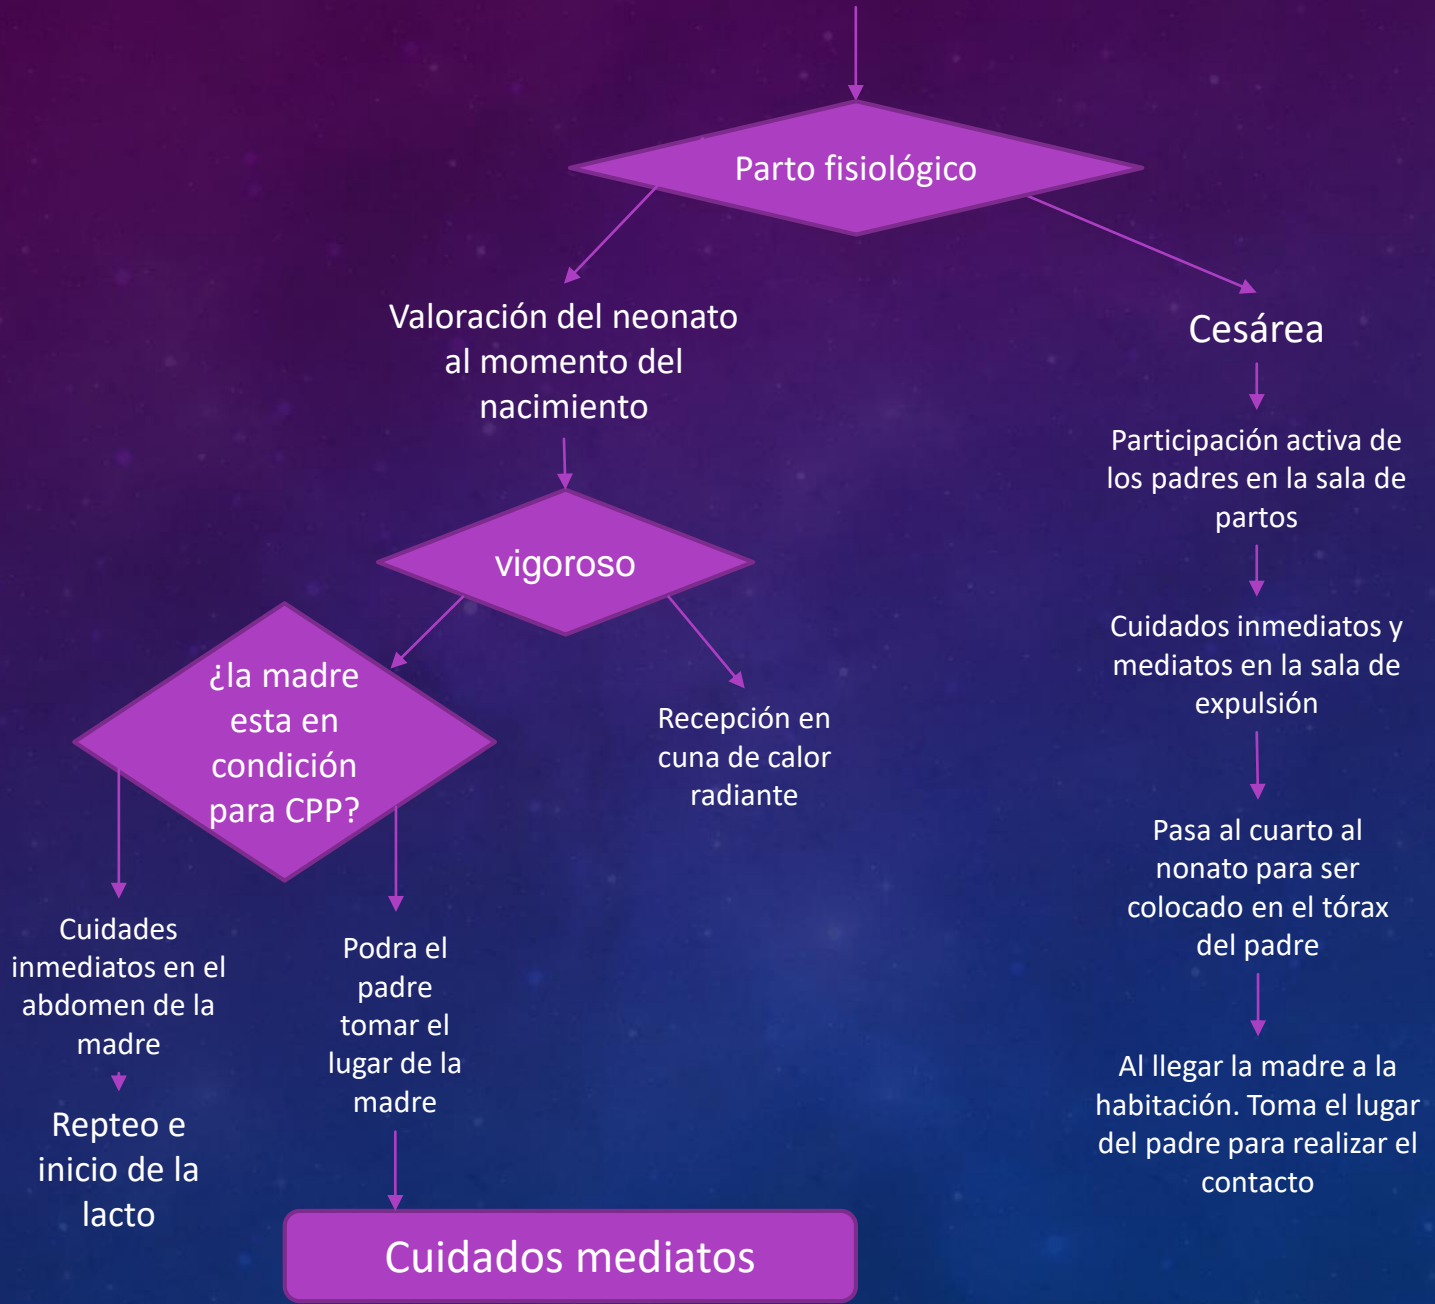 Parto fisiológico
Valoración del neonato
al momento del
nacimiento
Cesárea
Participación activa de
los padres en la sala de
partos
vigoroso
Cuidados inmediatos y
mediatos en la sala de
expulsión
¿la madre
esta en
condición
para CPP?
Recepción en
cuna de calor
radiante
Pasa al cuarto al
nonato para ser
colocado en el tórax
del padre
Cuidades
inmediatos en el
abdomen de la
madre
Podra el
padre
tomar el
lugar de la
madre
Al llegar la madre a la
habitación. Toma el lugar
del padre para realizar el
contacto
Repteo e
inicio de la
lacto
Cuidados mediatos